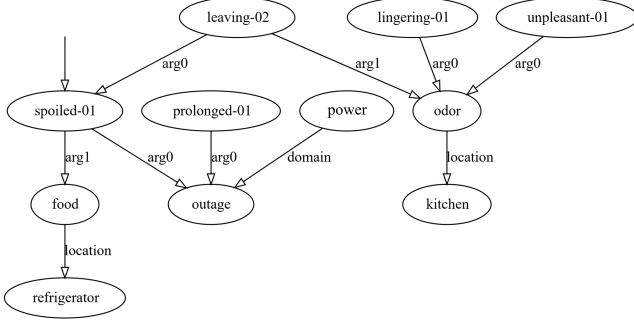 leaving-02 lingering-01 unpleasant-01
arg0 arg1 arg0 arg0
spoiled-01 prolonged-01 power odor
arg1 arg0 arg0 domain location
food outage kitchen
location
refrigerator